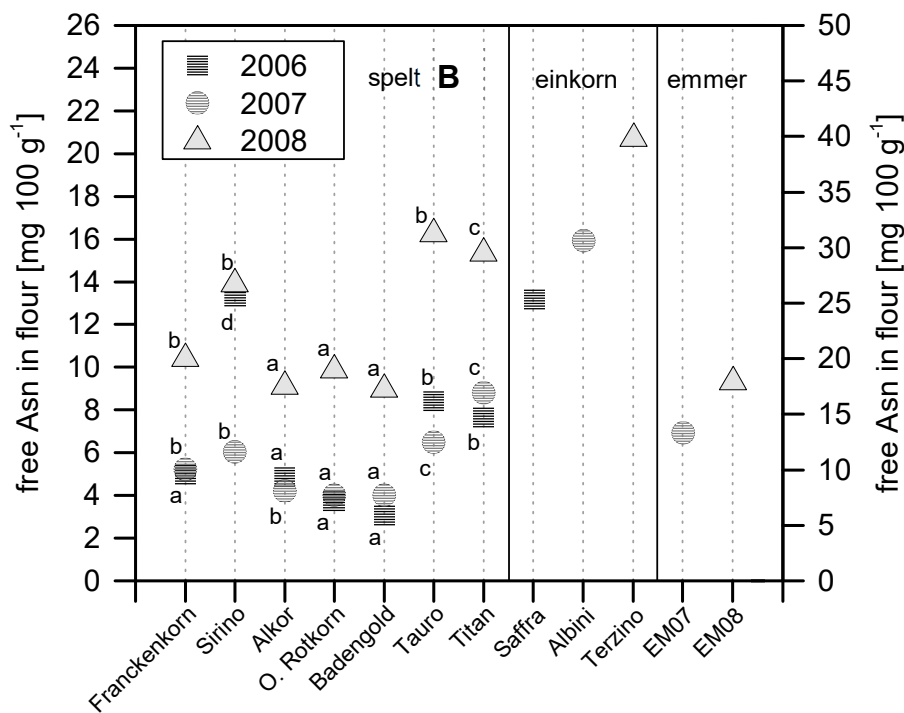 free Asn in flour [mg 100 g⁻¹]
26
24
22
20
18
16
14
12
10
8
6
4
2
0
2006
2007
2008
spelt B
einkorn
emmer
b
b
d
b
a
b
a
a
b
a
a
a
a
a
a
b
b
c
c
c
b
50
45
40
35
30
25
20
15
10
5
0
free Asn in flour [mg 100 g⁻¹]
Franckenkorn
Sirino
Alkor
O. Rotkorn
Badengold
Tauro
Titan
Saffra
Albini
Terzino
EM07
EM08